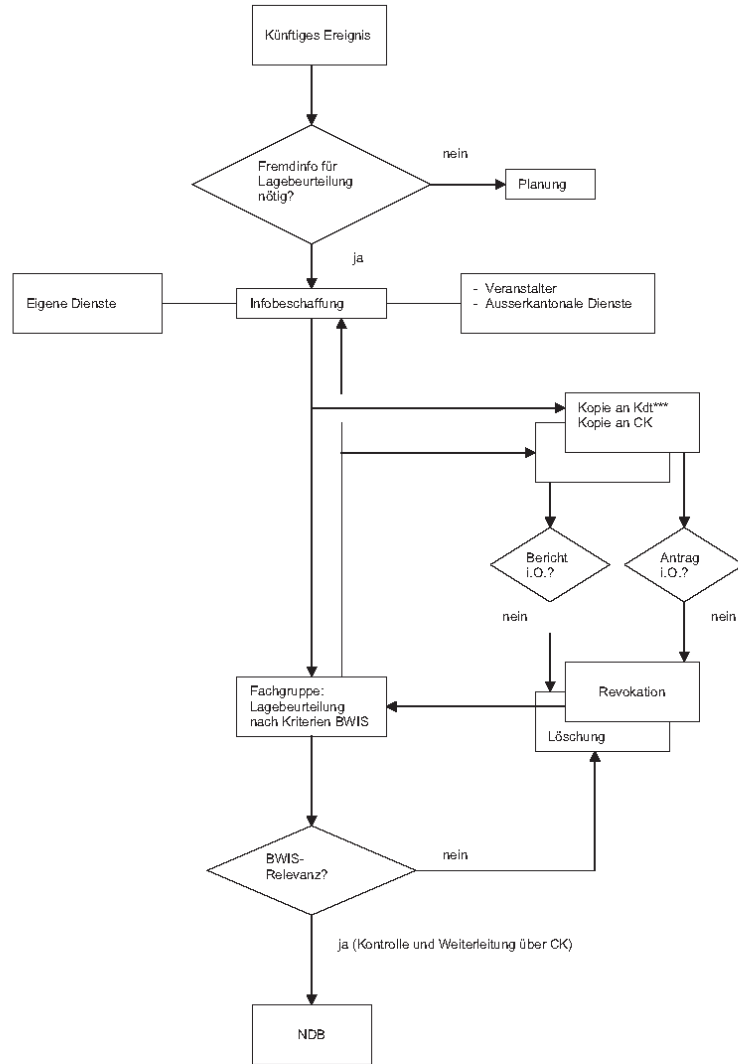 Künftiges Ereignis
nein
Fremdinfo für
Lagebeurteilung
nötig?
Planung
ja
Eigene Dienste
Infobeschaffung
- Veranstalter
- Ausserkantonale Dienste
Kopie an Kdt***
Kopie an CK
Bericht
i.O.?
Antrag
i.O.?
nein
nein
Fachgruppe:
Lagebeurteilung
nach Kriterien BWIS
Revokation
Löschung
BWIS-
Relevanz?
nein
ja (Kontrolle und Weiterleitung über CK)
NDB